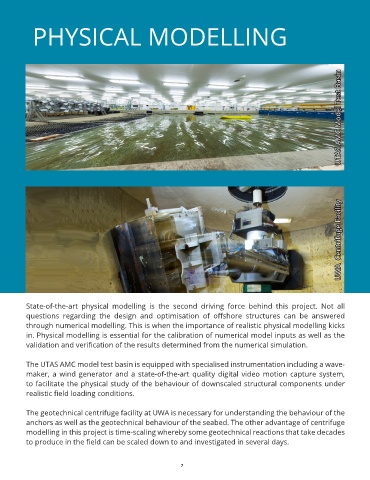 PHYSICAL MODELLING
UTAS, AMC Model Test Basin
UWA, Centrifuge Facility
State-of-the-art physical modelling is the second driving force behind this project. Not all
questions regarding the design and optimisation of offshore structures can be answered
through numerical modelling. This is when the importance of realistic physical modelling kicks
in. Physical modelling is essential for the calibration of numerical model inputs as well as the
validation and verification of the results determined from the numerical simulation.
The UTAS AMC model test basin is equipped with specialised instrumentation including a wave-
maker, a wind generator and a state-of-the-art quality digital video motion capture system,
to facilitate the physical study of the behaviour of downscaled structural components under
realistic field loading conditions.
The geotechnical centrifuge facility at UWA is necessary for understanding the behaviour of the
anchors as well as the geotechnical behaviour of the seabed. The other advantage of centrifuge
modelling in this project is time-scaling whereby some geotechnical reactions that take decades
to produce in the field can be scaled down to and investigated in several days.
7